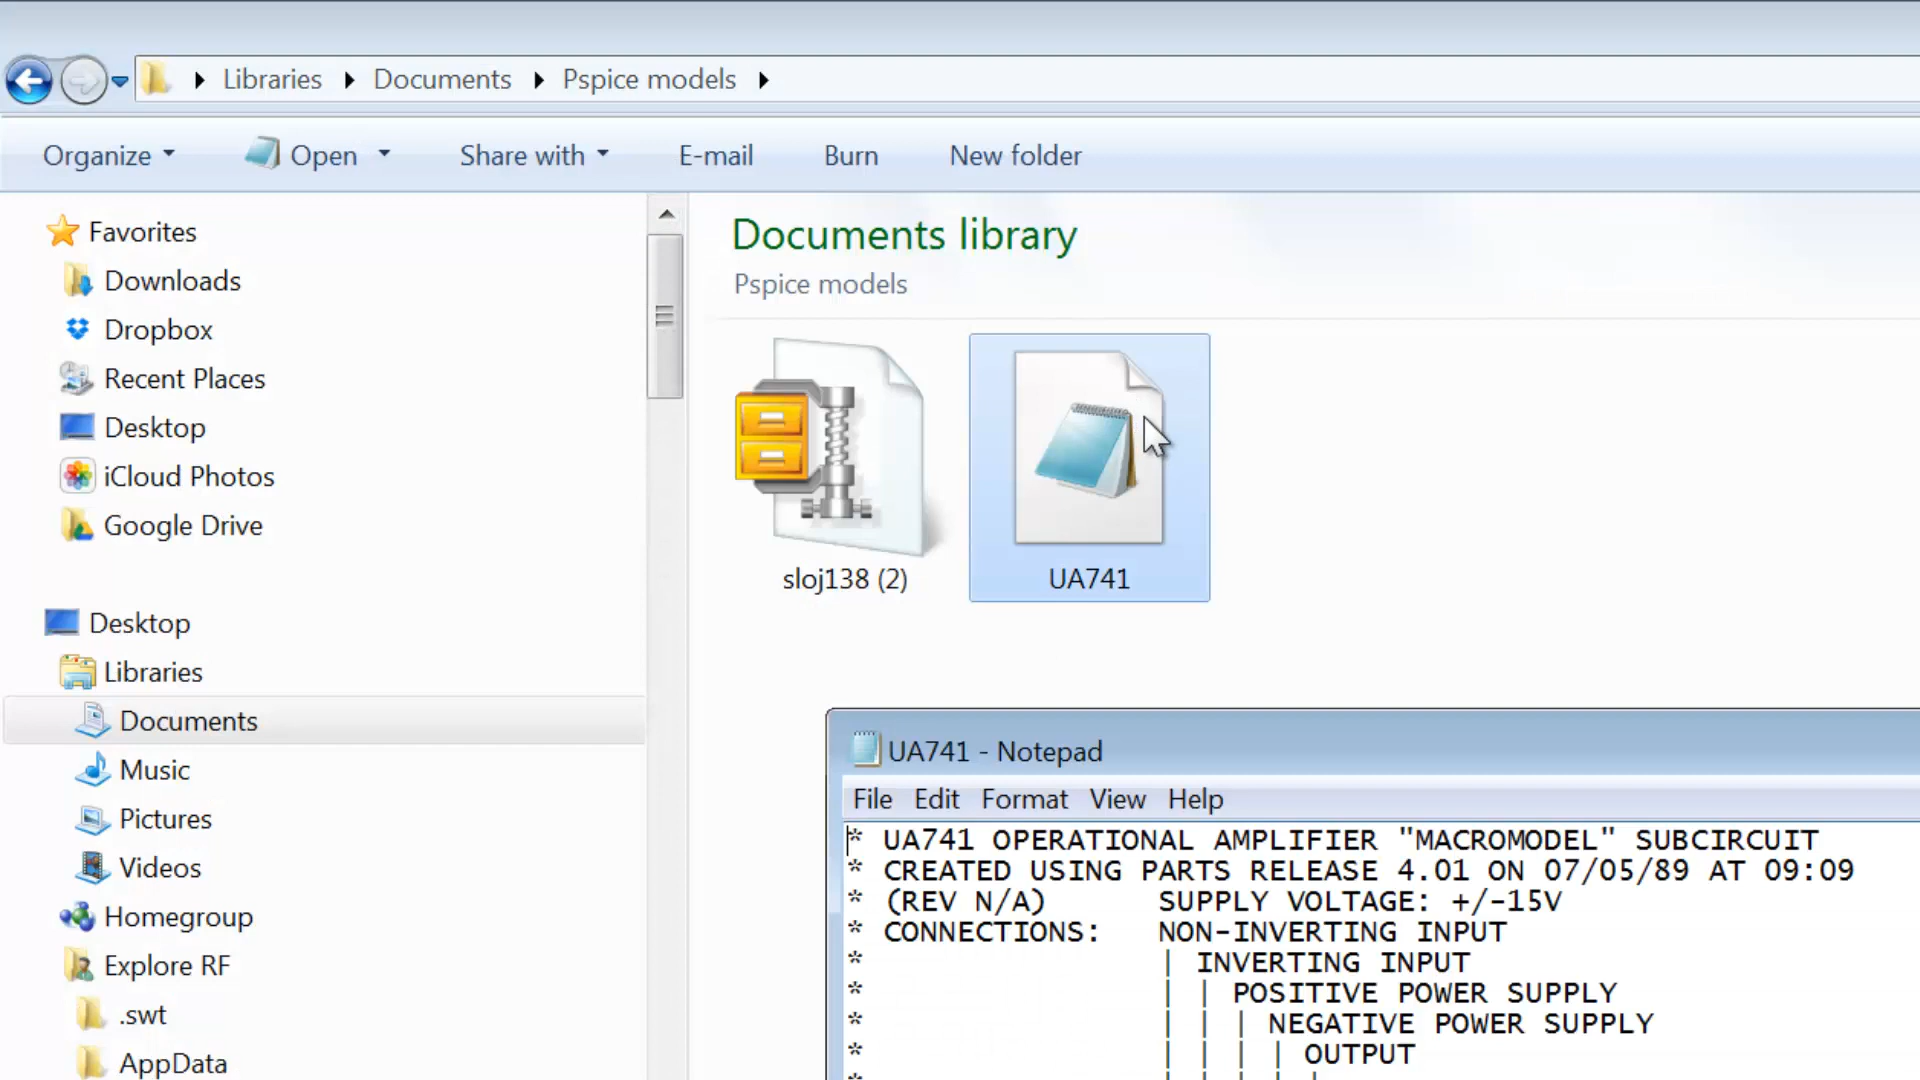 Libraries Documents Pspice models
Organize Open Share with E-mail Burn New folder
Favorites
Downloads
Dropbox
Recent Places
Desktop
iCloud Photos
Google Drive
Desktop
Libraries
Documents
Music
Pictures
Videos
Homegroup
Explore RF
.swt
AppData
Documents library
Pspice models
sloj138 (2)
UA741
UA741 - Notepad
File Edit Format View Help
* UA741 OPERATIONAL AMPLIFIER "MACROMODEL" SUBCIRCUIT
* CREATED USING PARTS RELEASE 4.01 ON 07/05/89 AT 09:09
* (REV N/A) SUPPLY VOLTAGE: +/-15V
* CONNECTIONS: NON-INVERTING INPUT
* | INVERTING INPUT
* | | POSITIVE POWER SUPPLY
* | | | NEGATIVE POWER SUPPLY
* | | | | OUTPUT
* | | | | |